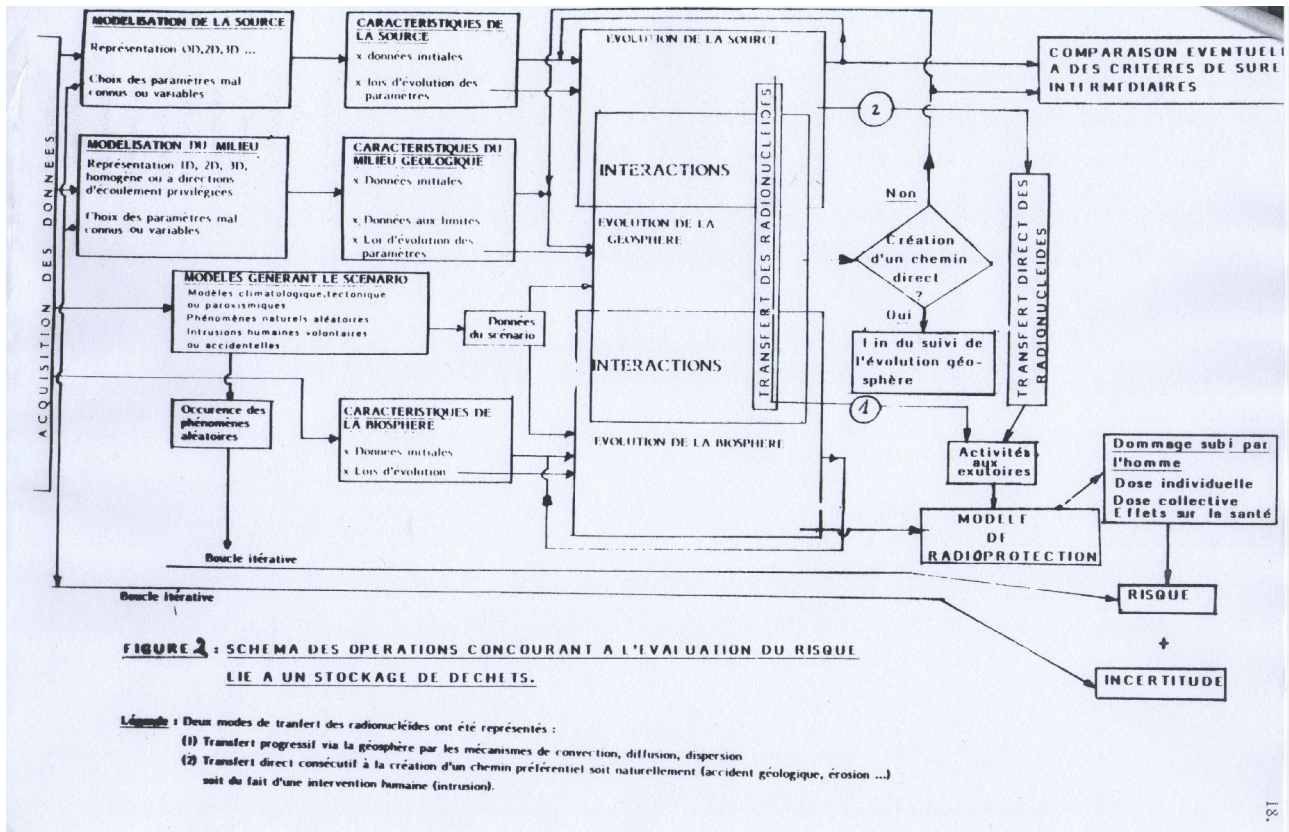 MODELISATION DE LA SOURCE
Représentation OD,2D,3D ...
Choix des paramètres mal
connus ou variables
CARACTERISTIQUES DE
LA SOURCE
x données initiales
x lois d'évolution des
paramètres
EVOLUTION DE LA SOURCE
COMPARAISON EVENTUEL
A DES CRITERES DE SURE
INTERMEDIAIRES
2
ACQUISITION DES DONNEES
MODELISATION DU MILIEU
Représentation 1D, 2D, 3D,
homogène ou à directions
d'écoulement privilégiées
Choix des paramètres mal
connus ou variables
CARACTERISTIQUES DU
MILIEU GEOLOGIQUE
x Données initiales
x Données aux limites
x Loi d'évolution des
paramètres
INTERACTIONS
EVOLUTION DE LA
GEOSPHERE
TRANSFERT DES RADIONUCLEIDES
Non
Création
d'un chemin
direct
?
Oui
TRANSFERT DIRECT DES
RADIONUCLEIDES
MODELES GENERANT LE SCENARIO
Modèles climatologique,tectonique
ou paroxismiques
Phénomènes naturels aléatoires
Intrusions humaines volontaires
ou accidentelles
Données
du scénario
Fin du suivi de
l'évolution géo-
sphère
INTERACTIONS
1
Occurence des
phénomènes
aléatoires
CARACTERISTIQUES DE
LA BIOSPHERE
x Données initiales
x Lois d'évolution
EVOLUTION DE LA BIOSPHERE
Activités
aux
exutoires
Dommage subi par
l'homme
Dose individuelle
Dose collective
Effets sur la santé
MODELE
DE
RADIOPROTECTION
Boucle itérative
Boucle itérative
RISQUE
+
INCERTITUDE
FIGURE 2 : SCHEMA DES OPERATIONS CONCOURANT A L'EVALUATION DU RISQUE
LIE A UN STOCKAGE DE DECHETS.
Légende : Deux modes de tranfert des radionucléides ont été représentés :
(1) Transfert progressif via la géosphère par les mécanismes de convection, diffusion, dispersion
(2) Transfert direct consécutif à la création d'un chemin préférentiel soit naturellement (accident géologique, érosion ...)
soit du fait d'une intervention humaine (intrusion).
18.